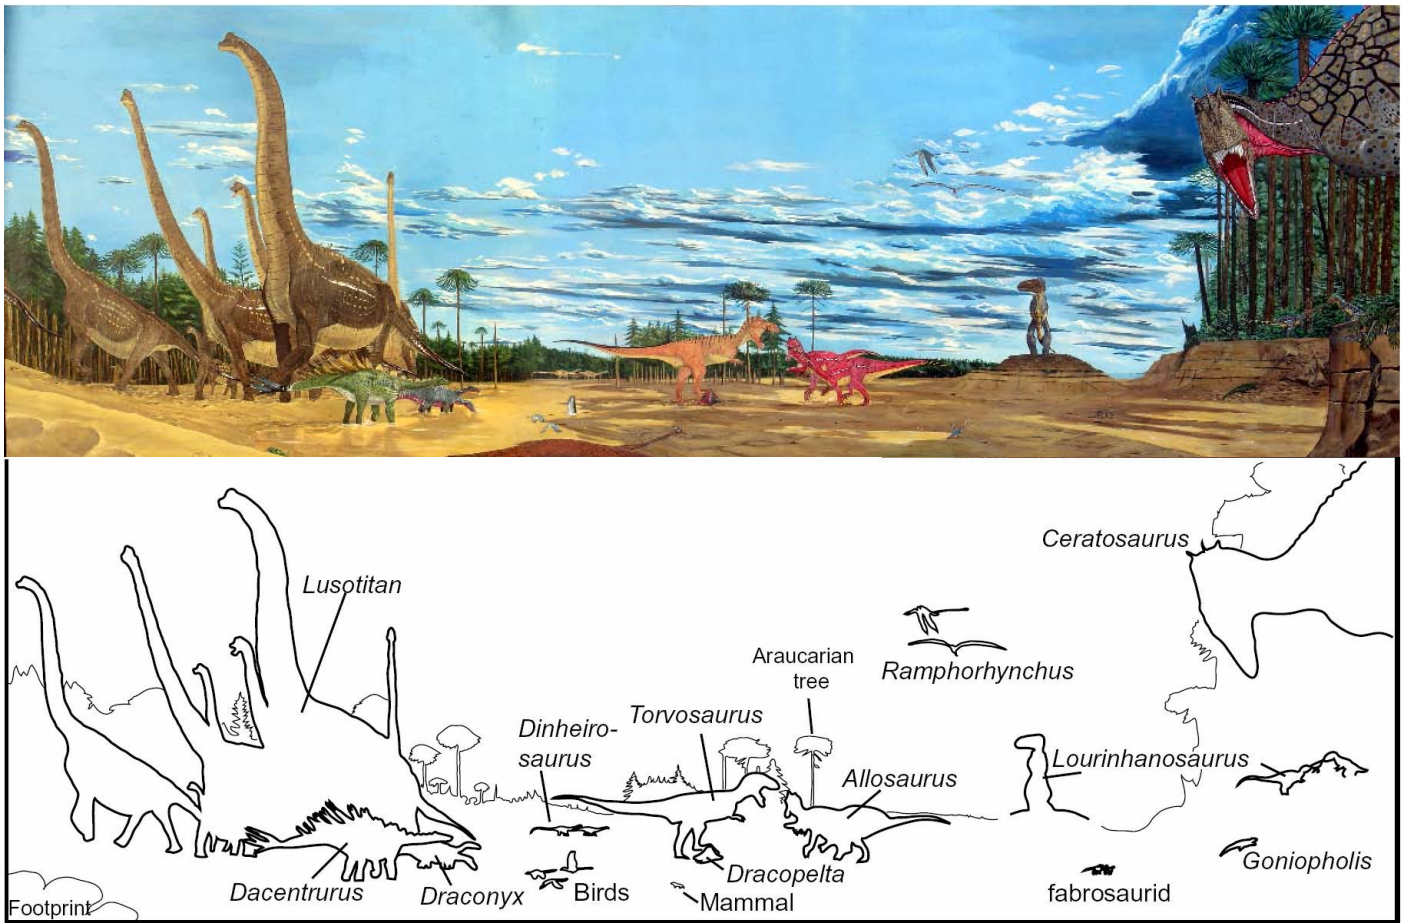 Ceratosaurus
Lusotitan
Araucarian
tree
Ramphorhynchus
Dinheiro-
saurus
Torvosaurus
Allosaurus
Lourinhanosaurus
Dacentrurus
Draconyx
Birds
Dracopelta
Mammal
fabrosaurid
Goniopholis
Footprint